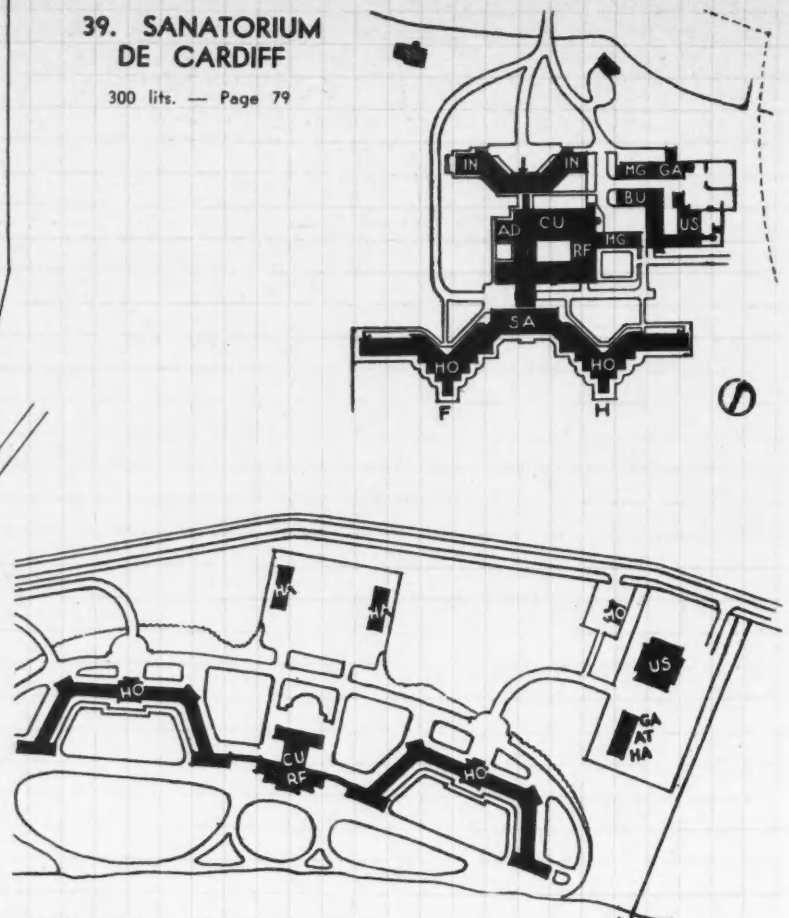 39. SANATORIUM
DE CARDIFF
300 lits. — Page 79
IN IN MG GA
BU
AD CU US
RF MG
SA
HO HO
F H
HA HA
US
HO
GA
AT
HA
CU
RF
HO